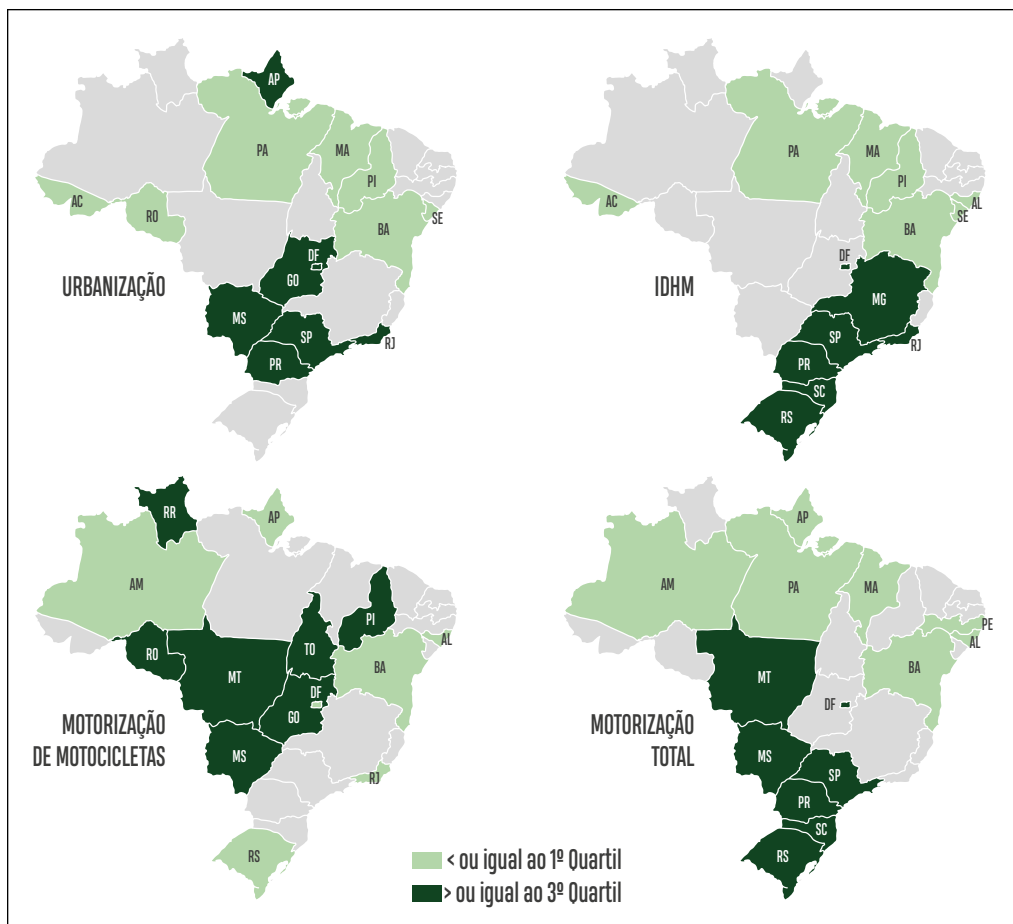 AP
PA
MA
PI
AC
RO
SE
BA
DF
GO
URBANIZAÇÃO
MS
SP
RJ
PR
PA
MA
PI
AC
AL
SE
BA
DF
IDHM
MG
SP
RJ
PR
SC
RS
RR
AP
AM
PI
TO
AL
RO
BA
MT
DF
GO
MOTORIZAÇÃO
DE MOTOCICLETAS
MS
RJ
RS
AP
AM
PA
MA
PE
AL
BA
MT
DF
MOTORIZAÇÃO
TOTAL
MS
SP
PR
SC
RS
< ou igual ao 1º Quartil
> ou igual ao 3º Quartil